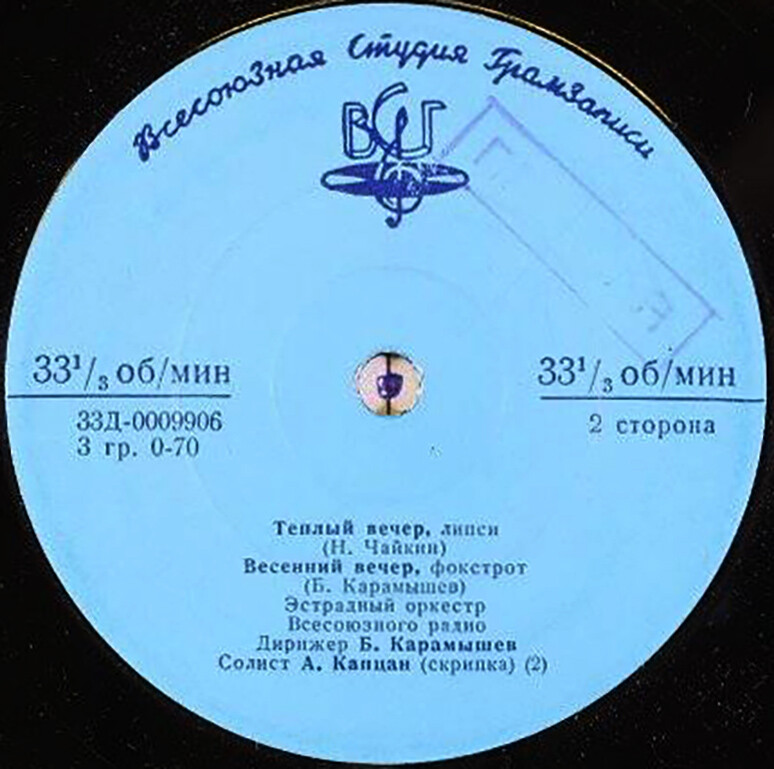 Всесоюзная Студия Грамзаписи
ВСГ
33¹/₃ об/мин
33¹/₃ об/мин
33Д-0009906
3 гр. 0-70
2 сторона
Теплый вечер, липси
(Н. Чайкин)
Весенний вечер, фокстрот
(Б. Карамышев)
Эстрадный оркестр
Всесоюзного радио
Дирижер Б. Карамышев
Солист А. Капцан (скрипка) (2)